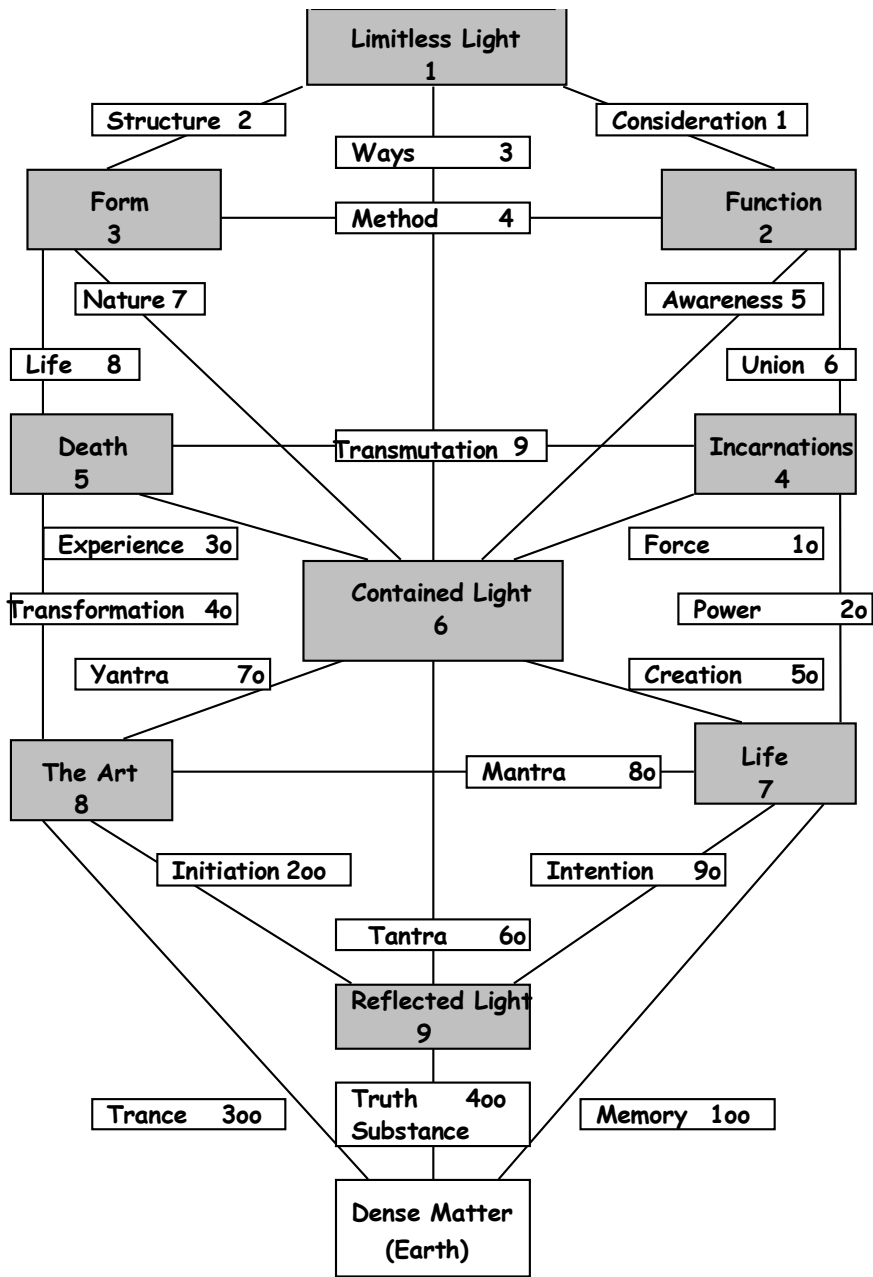 Limitless Light
1
Structure 2
Consideration 1
Ways 3
Form
3
Method 4
Function
2
Nature 7
Awareness 5
Life 8
Union 6
Death
5
Transmutation 9
Incarnations
4
Experience 3o
Force 1o
Contained Light
6
Transformation 4o
Power 2o
Yantra 7o
Creation 5o
The Art
8
Mantra 8o
Life
7
Initiation 2oo
Intention 9o
Tantra 6o
Reflected Light
9
Trance 3oo
Truth 4oo
Substance
Memory 1oo
Dense Matter
(Earth)